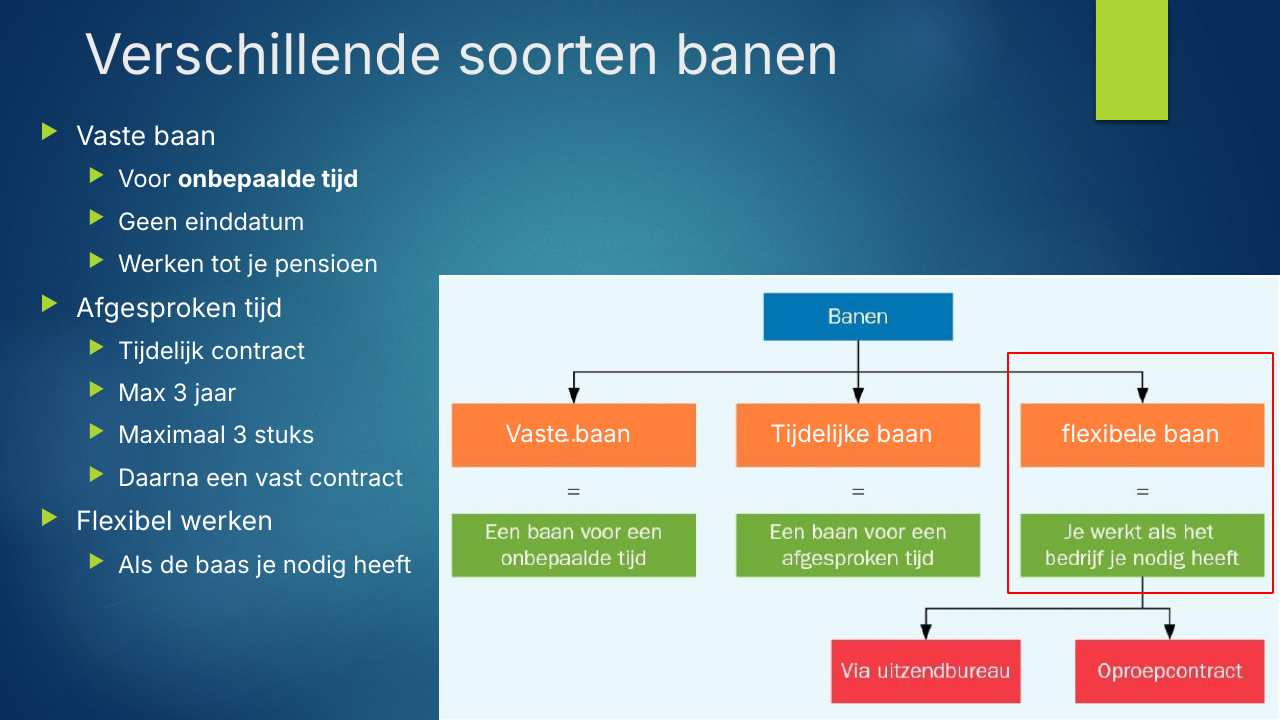 Verschillende soorten banen
Vaste baan
Voor onbepaalde tijd
Geen einddatum
Werken tot je pensioen
Afgesproken tijd
Tijdelijk contract
Max 3 jaar
Maximaal 3 stuks
Daarna een vast contract
Flexibel werken
Als de baas je nodig heeft
Banen
Vaste baan
Tijdelijke baan
flexibele baan
=
=
=
Een baan voor een
onbepaalde tijd
Een baan voor een
afgesproken tijd
Je werkt als het
bedrijf je nodig heeft
Via uitzendbureau
Oproepcontract